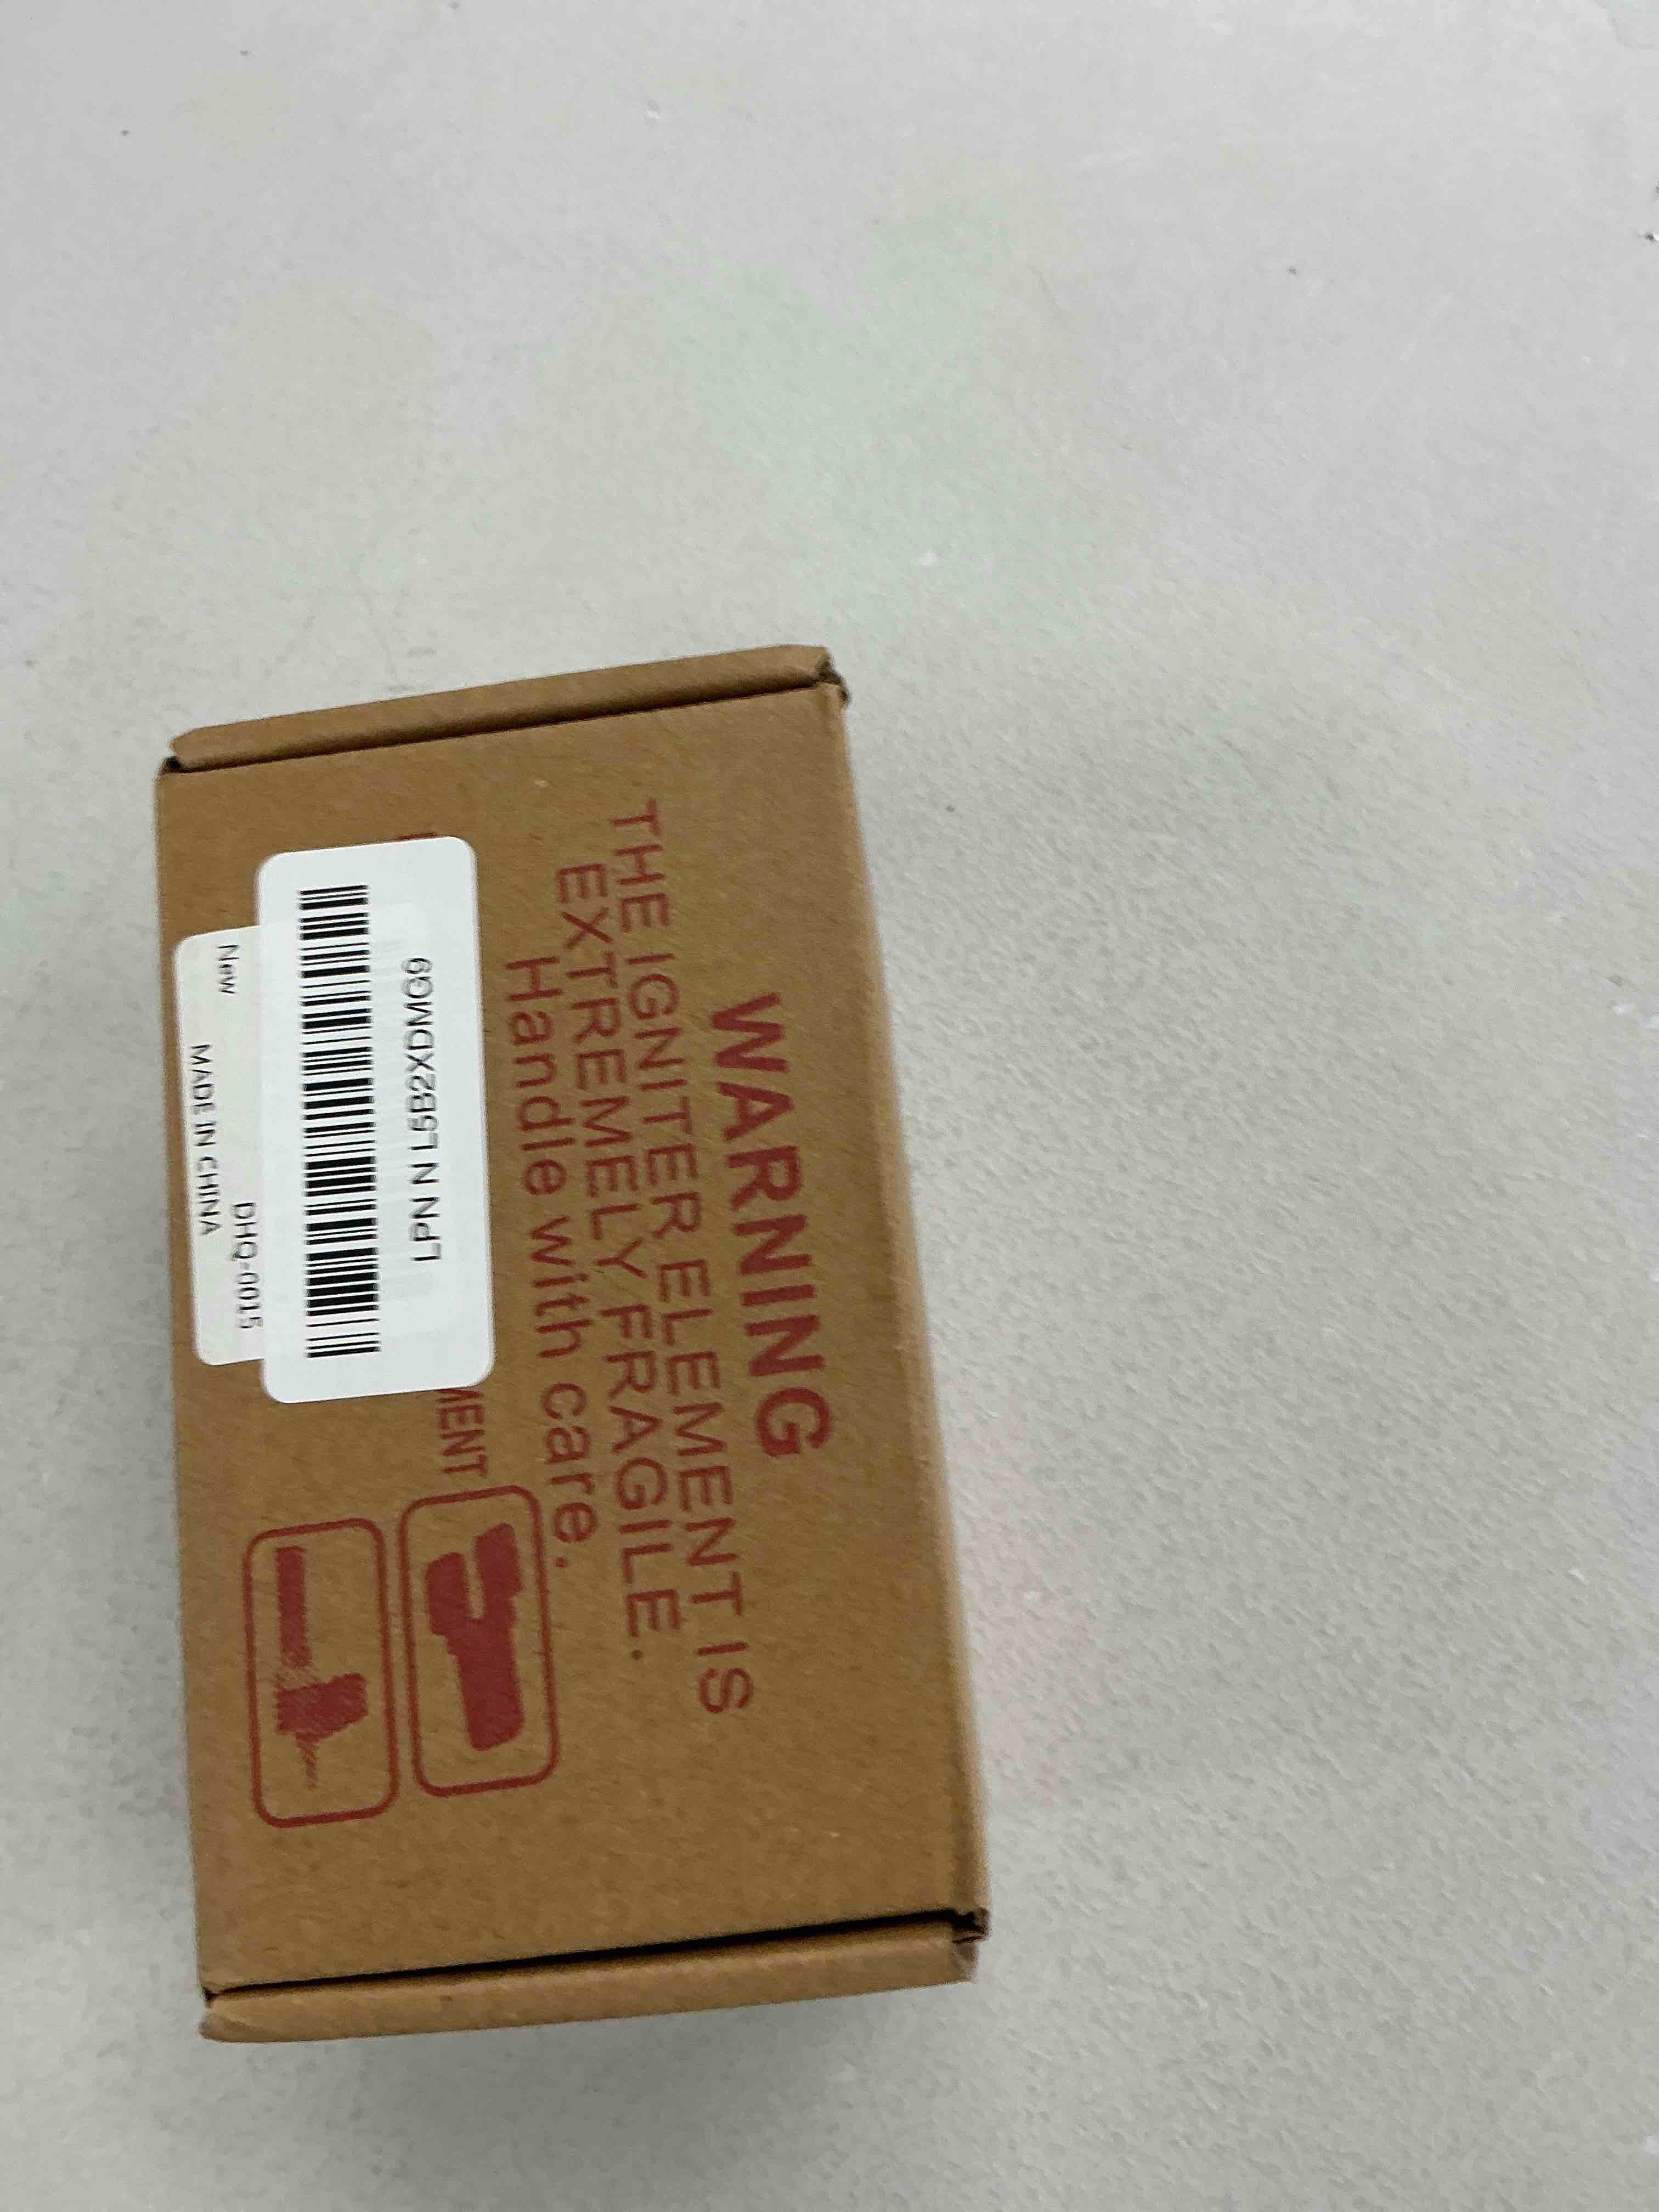 WARNING
THE IGNITER ELEMENT IS
EXTREMELY FRAGILE.
Handle with care.
MENT
LPN N L5B2XDMG9
New
DHQ-0015
MADE IN CHINA